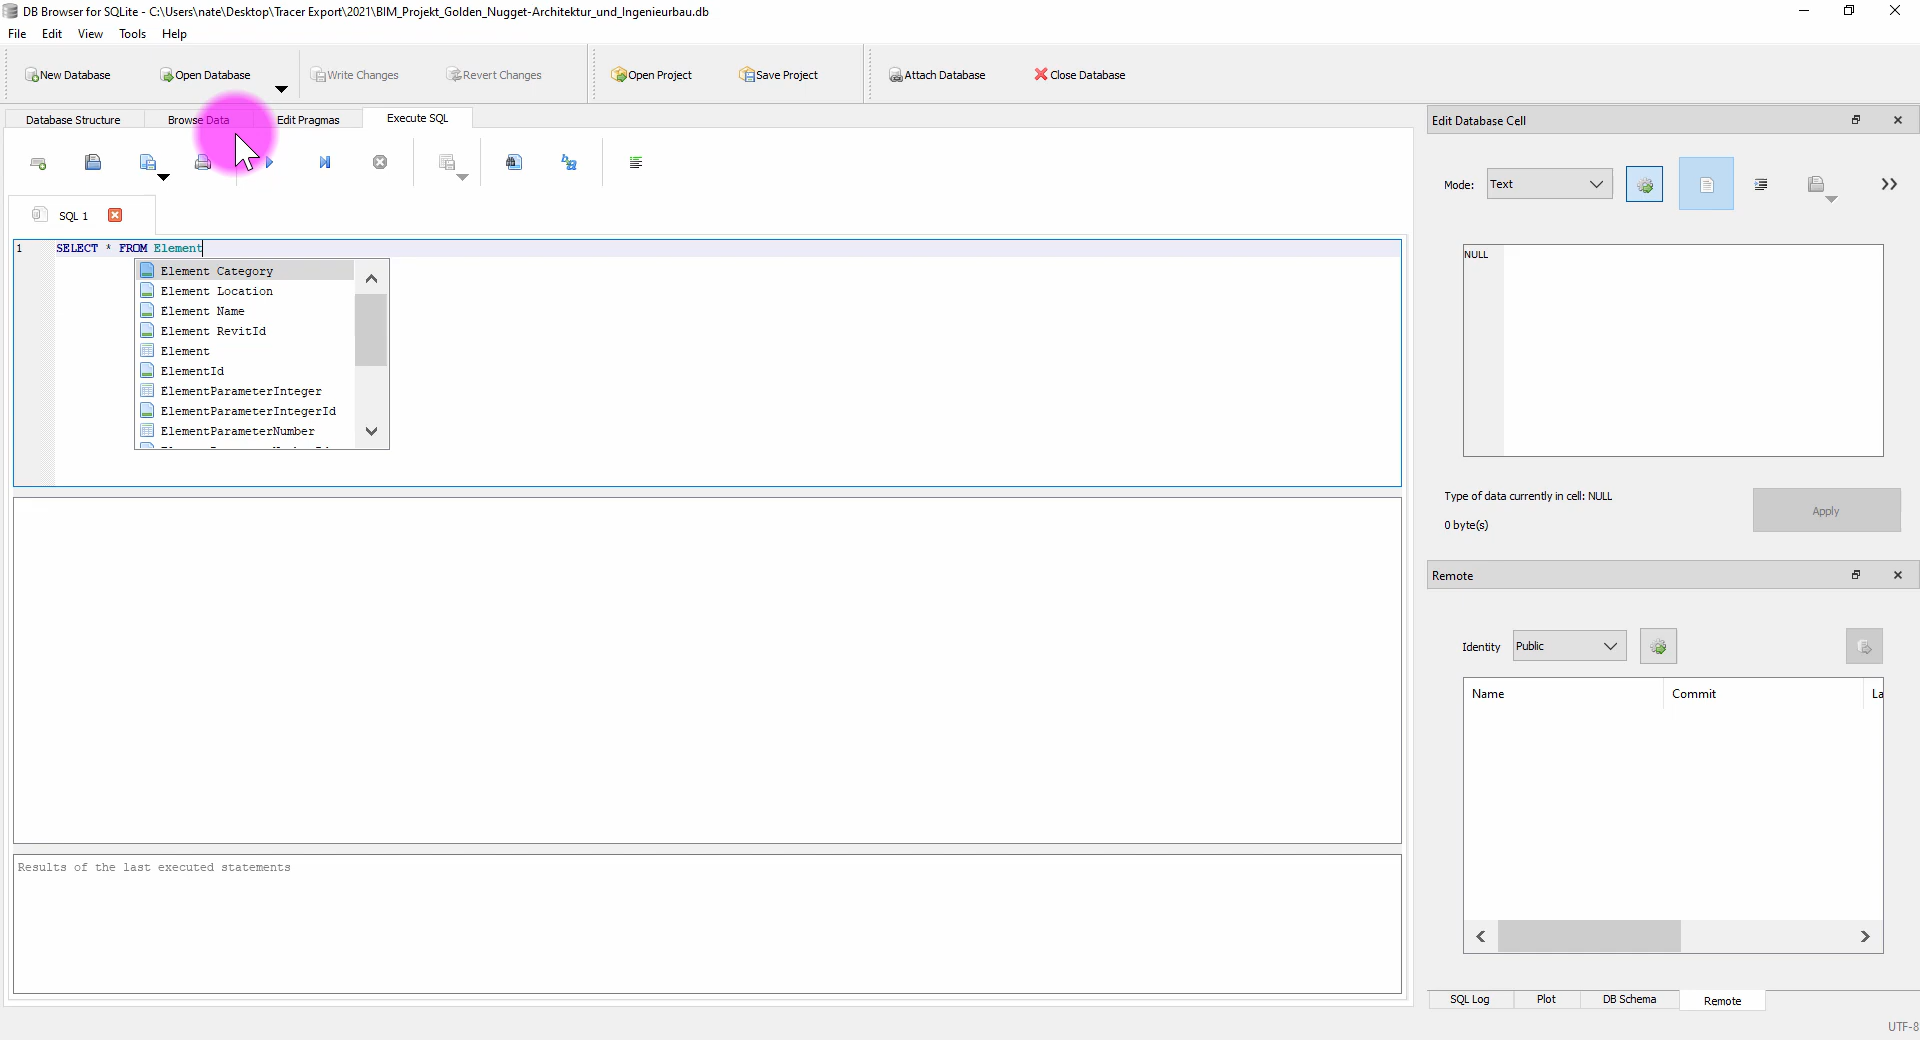 DB Browser for SQLite - C:\Users\nate\Desktop\Tracer Export\2021\BIM_Projekt_Golden_Nugget-Architektur_und_Ingenieurbau.db
File Edit View Tools Help
New Database Open Database Write Changes Revert Changes Open Project Save Project Attach Database Close Database
Database Structure Browse Data Edit Pragmas Execute SQL
Edit Database Cell
Mode: Text
SQL 1
1 SELECT * FROM Element
Element Category
Element Location
Element Name
Element RevitId
Element
ElementId
ElementParameterInteger
ElementParameterIntegerId
ElementParameterNumber
NULL
Type of data currently in cell: NULL
0 byte(s)
Apply
Remote
Identity Public
Name Commit La
Results of the last executed statements
SQL Log Plot DB Schema Remote
UTF-8